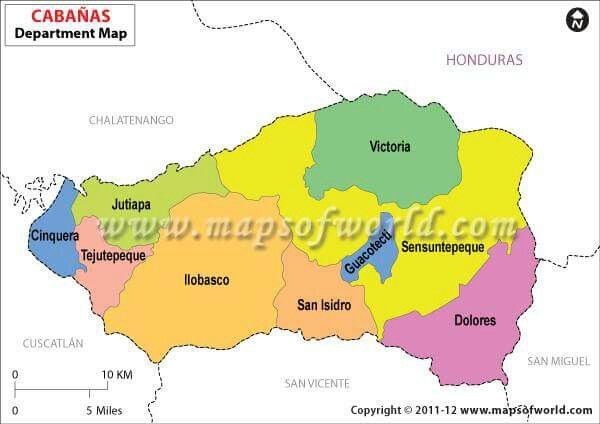 CABAÑAS
Department Map
N
HONDURAS
CHALATENANGO
Victoria
Jutiapa
www.mapsofworld.com
Cinquera
Tejutepeque
Guacotecti
Sensuntepeque
Ilobasco
San Isidro
Dolores
CUSCATLÁN
SAN MIGUEL
SAN VICENTE
0 10 KM
0 5 Miles
Copyright © 2011-12 www.mapsofworld.com